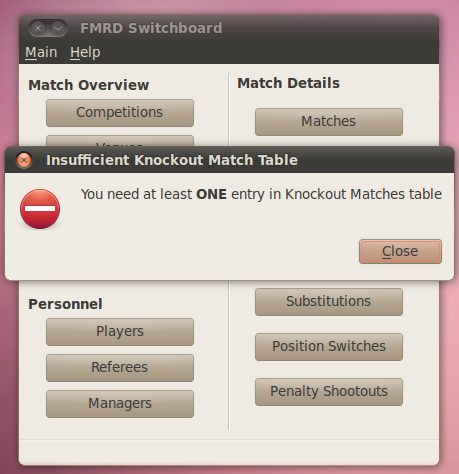 FMRD Switchboard
Main Help
Match Overview
Match Details
Competitions
Matches
Insufficient Knockout Match Table
You need at least ONE entry in Knockout Matches table
Close
Personnel
Substitutions
Players
Position Switches
Referees
Penalty Shootouts
Managers